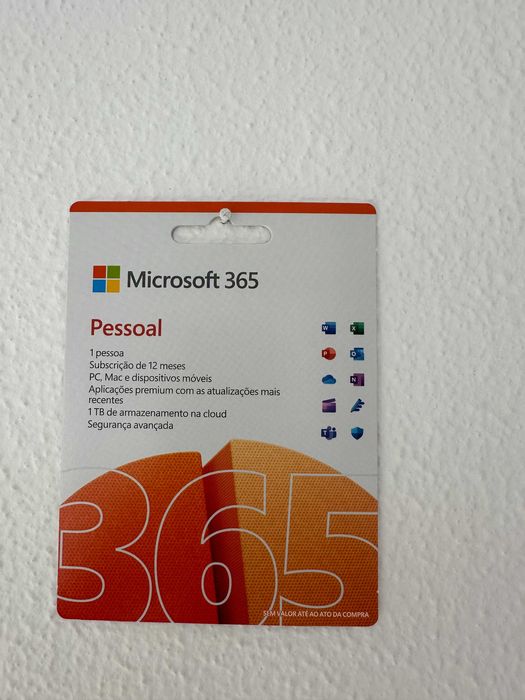 Microsoft 365
Pessoal
1 pessoa
Subscrição de 12 meses
PC, Mac e dispositivos móveis
Aplicações premium com as atualizações mais
recentes
1 TB de armazenamento na cloud
Segurança avançada
W X
P O
N
T
365
SEM VALOR ATÉ AO ATO DA COMPRA